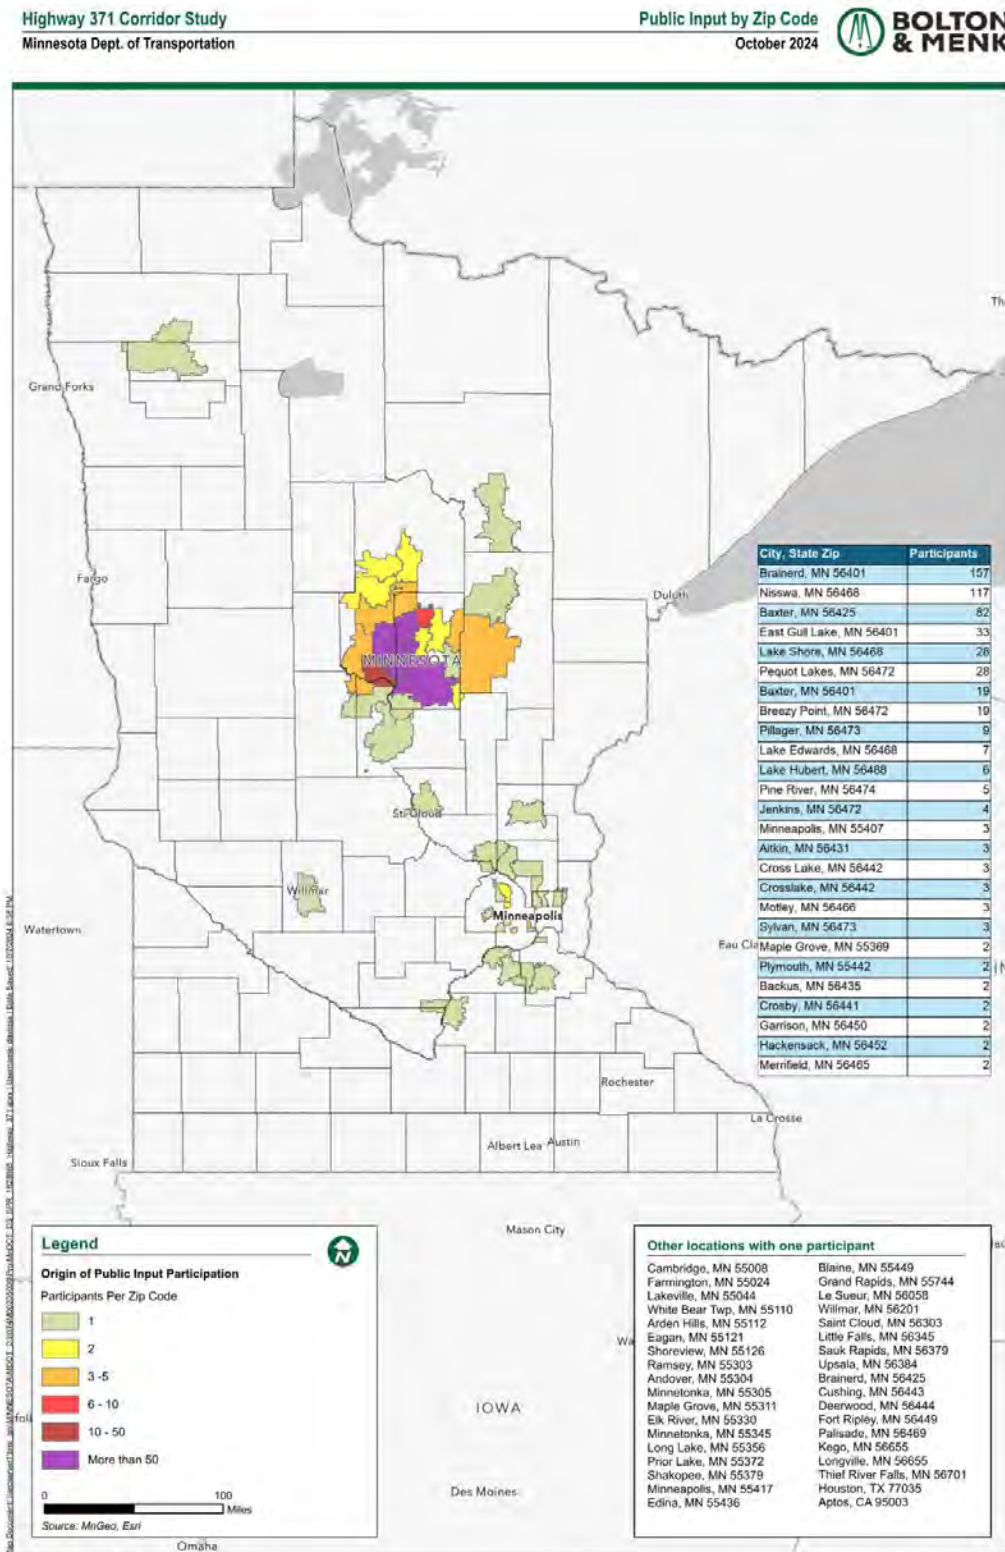 Highway 371 Corridor Study
Minnesota Dept. of Transportation
Public Input by Zip Code
October 2024
BOLTON
& MENK
Grand Forks
Fargo
Duluth
MINNESOTA
St. Cloud
Willmar
Minneapolis
Watertown
Eau Cla
Rochester
La Crosse
Albert Lea
Austin
Sioux Falls
Mason City
IOWA
Des Moines
Omaha
City, State Zip Participants
Brainerd, MN 56401 157
Nisswa, MN 56468 117
Baxter, MN 56425 82
East Gull Lake, MN 56401 33
Lake Shore, MN 56468 28
Pequot Lakes, MN 56472 28
Baxter, MN 56401 19
Breezy Point, MN 56472 19
Pillager, MN 56473 9
Lake Edwards, MN 56468 7
Lake Hubert, MN 56468 6
Pine River, MN 56474 5
Jenkins, MN 56472 4
Minneapolis, MN 55407 3
Aitkin, MN 56431 3
Cross Lake, MN 56442 3
Crosslake, MN 56442 3
Motley, MN 56466 3
Sylvan, MN 56473 3
Maple Grove, MN 55369 2
Plymouth, MN 55442 2
Backus, MN 56435 2
Crosby, MN 56441 2
Garrison, MN 56450 2
Hackensack, MN 56452 2
Merrifield, MN 56465 2
Legend
N
Origin of Public Input Participation
Participants Per Zip Code
1
2
3 -5
6 - 10
10 - 50
More than 50
0 100
Miles
Source: MnGeo, Esri
Other locations with one participant
Cambridge, MN 55008
Farmington, MN 55024
Lakeville, MN 55044
White Bear Twp, MN 55110
Arden Hills, MN 55112
Eagan, MN 55121
Shoreview, MN 55126
Ramsey, MN 55303
Andover, MN 55304
Minnetonka, MN 55305
Maple Grove, MN 55311
Elk River, MN 55330
Minnetonka, MN 55345
Long Lake, MN 55356
Prior Lake, MN 55372
Shakopee, MN 55379
Minneapolis, MN 55417
Edina, MN 55436
Blaine, MN 55449
Grand Rapids, MN 55744
Le Sueur, MN 56058
Willmar, MN 56201
Saint Cloud, MN 56303
Little Falls, MN 56345
Sauk Rapids, MN 56379
Upsala, MN 56384
Brainerd, MN 56425
Cushing, MN 56443
Deerwood, MN 56444
Fort Ripley, MN 56449
Palisade, MN 56469
Kego, MN 56655
Longville, MN 56655
Thief River Falls, MN 56701
Houston, TX 77035
Aptos, CA 95003